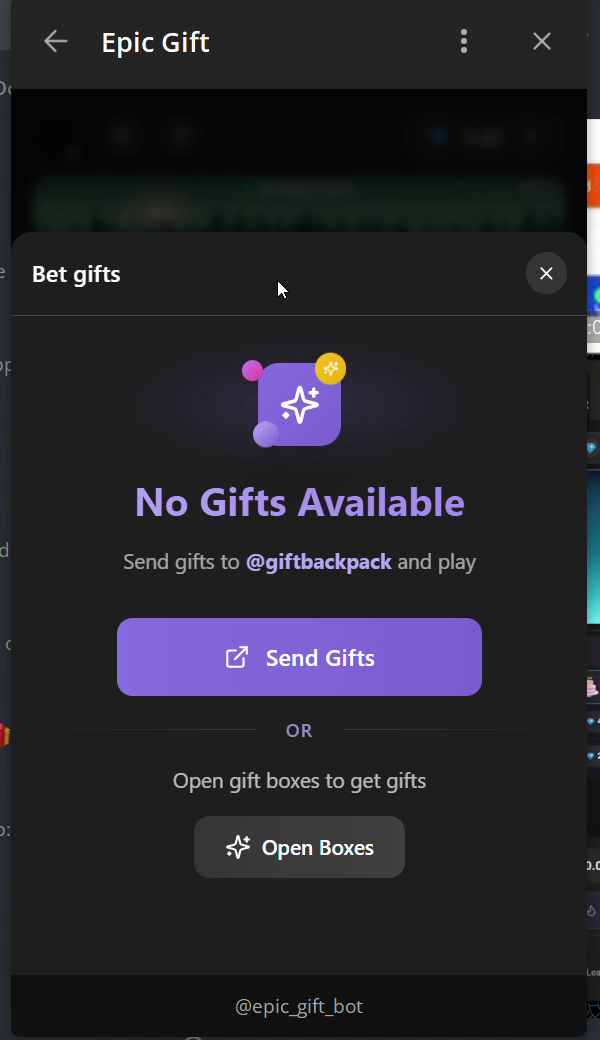 Epic Gift
Bet gifts
No Gifts Available
Send gifts to @giftbackpack and play
Send Gifts
OR
Open gift boxes to get gifts
Open Boxes
@epic_gift_bot